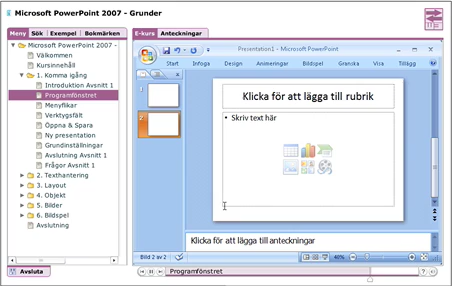 Microsoft PowerPoint 2007 - Grunder
Meny Sök Exempel Bokmärken
Microsoft PowerPoint 2007 -
Välkommen
Kursinnehåll
1. Komma igång
Introduktion Avsnitt 1
Programfönstret
Menyflikar
Verktygsfält
Öppna & Spara
Ny presentation
Grundinställningar
Avslutning Avsnitt 1
Frågor Avsnitt 1
2. Texthantering
3. Layout
4. Objekt
5. Bilder
6. Bildspel
Avslutning
Avsluta
E-kurs Anteckningar
Presentation1 - Microsoft PowerPoint
Start Infoga Design Animeringar Bildspel Granska Visa Tillägg
1
2
Klicka för att lägga till rubrik
• Skriv text här
Klicka för att lägga till anteckningar
Bild 2 av 2
40%
Programfönstret
?